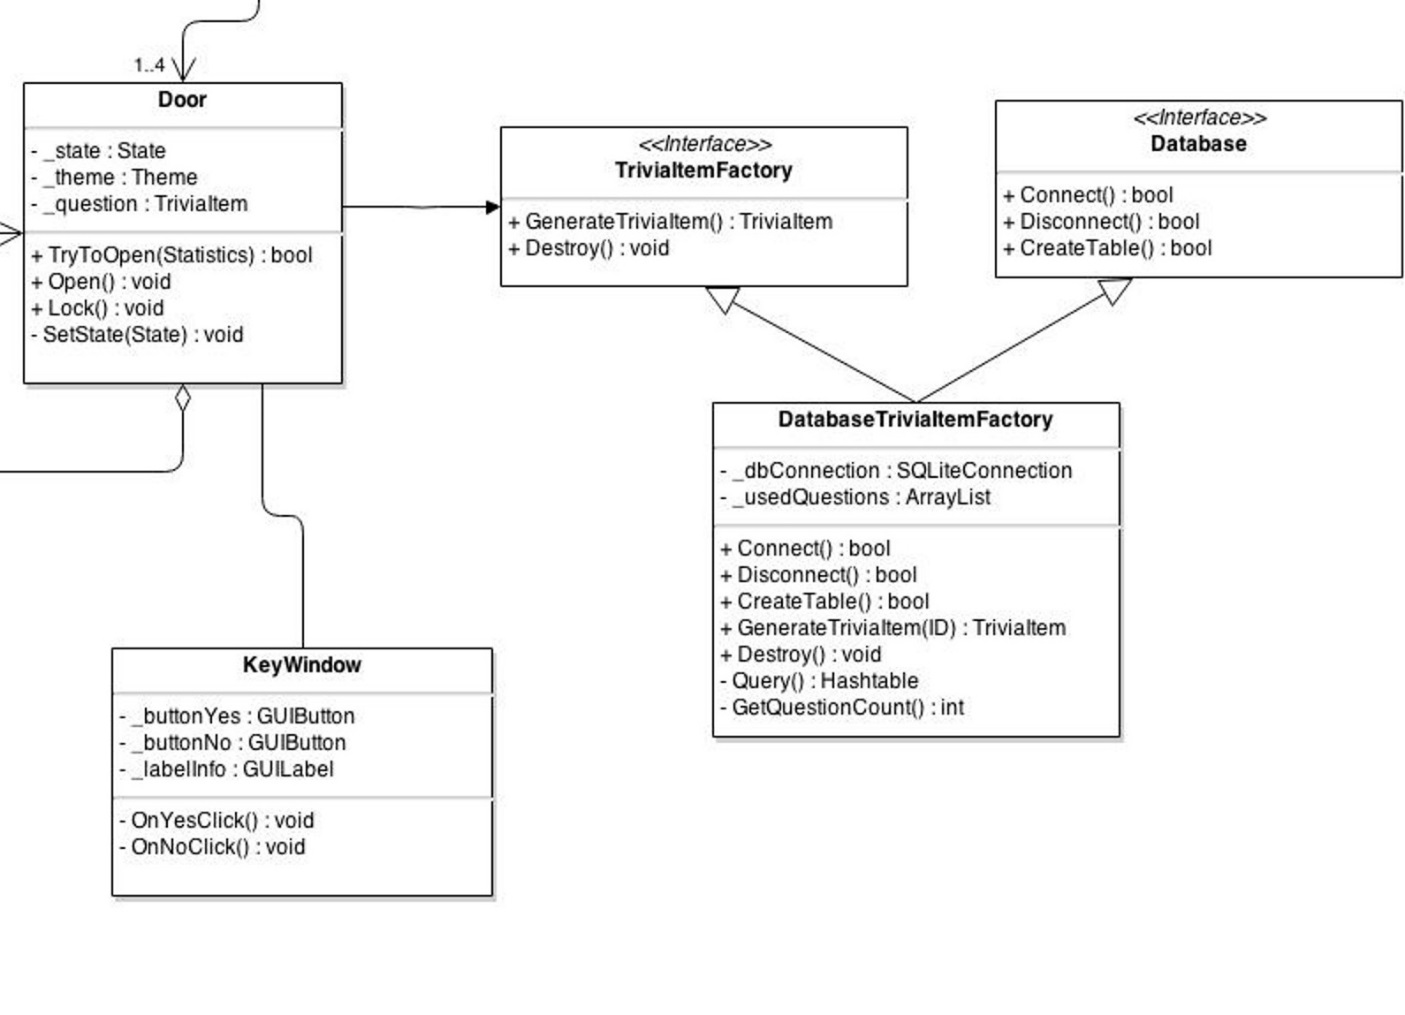 1..4
Door
- _state : State
- _theme : Theme
- _question : TriviaItem
+ TryToOpen(Statistics) : bool
+ Open() : void
+ Lock() : void
- SetState(State) : void
<<Interface>>
TriviaItemFactory
+ GenerateTriviaItem() : TriviaItem
+ Destroy() : void
<<Interface>>
Database
+ Connect() : bool
+ Disconnect() : bool
+ CreateTable() : bool
DatabaseTriviaItemFactory
- _dbConnection : SQLiteConnection
- _usedQuestions : ArrayList
+ Connect() : bool
+ Disconnect() : bool
+ CreateTable() : bool
+ GenerateTriviaItem(ID) : TriviaItem
+ Destroy() : void
- Query() : Hashtable
- GetQuestionCount() : int
KeyWindow
- _buttonYes : GUIButton
- _buttonNo : GUIButton
- _labelInfo : GUILabel
- OnYesClick() : void
- OnNoClick() : void